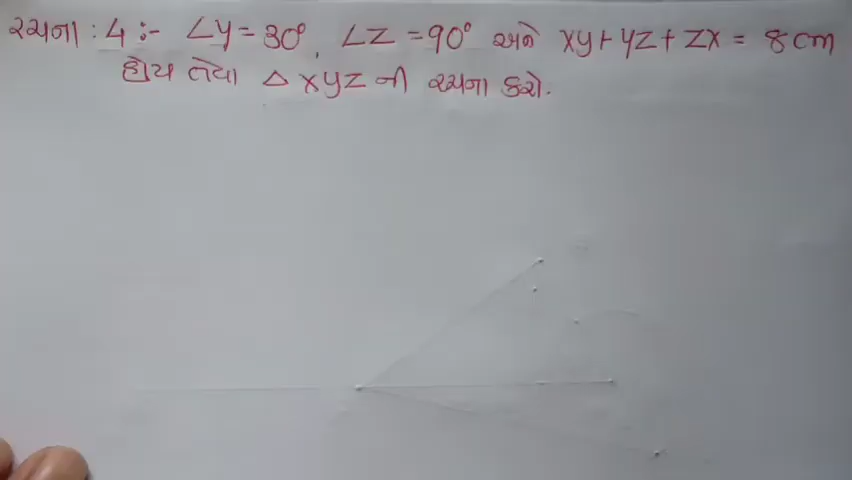 રચના : 4 :- ∠Y = 30°, ∠Z = 90° અને XY + YZ + ZX = 8 cm
હોય તેવા △ XYZ ની રચના કરો.